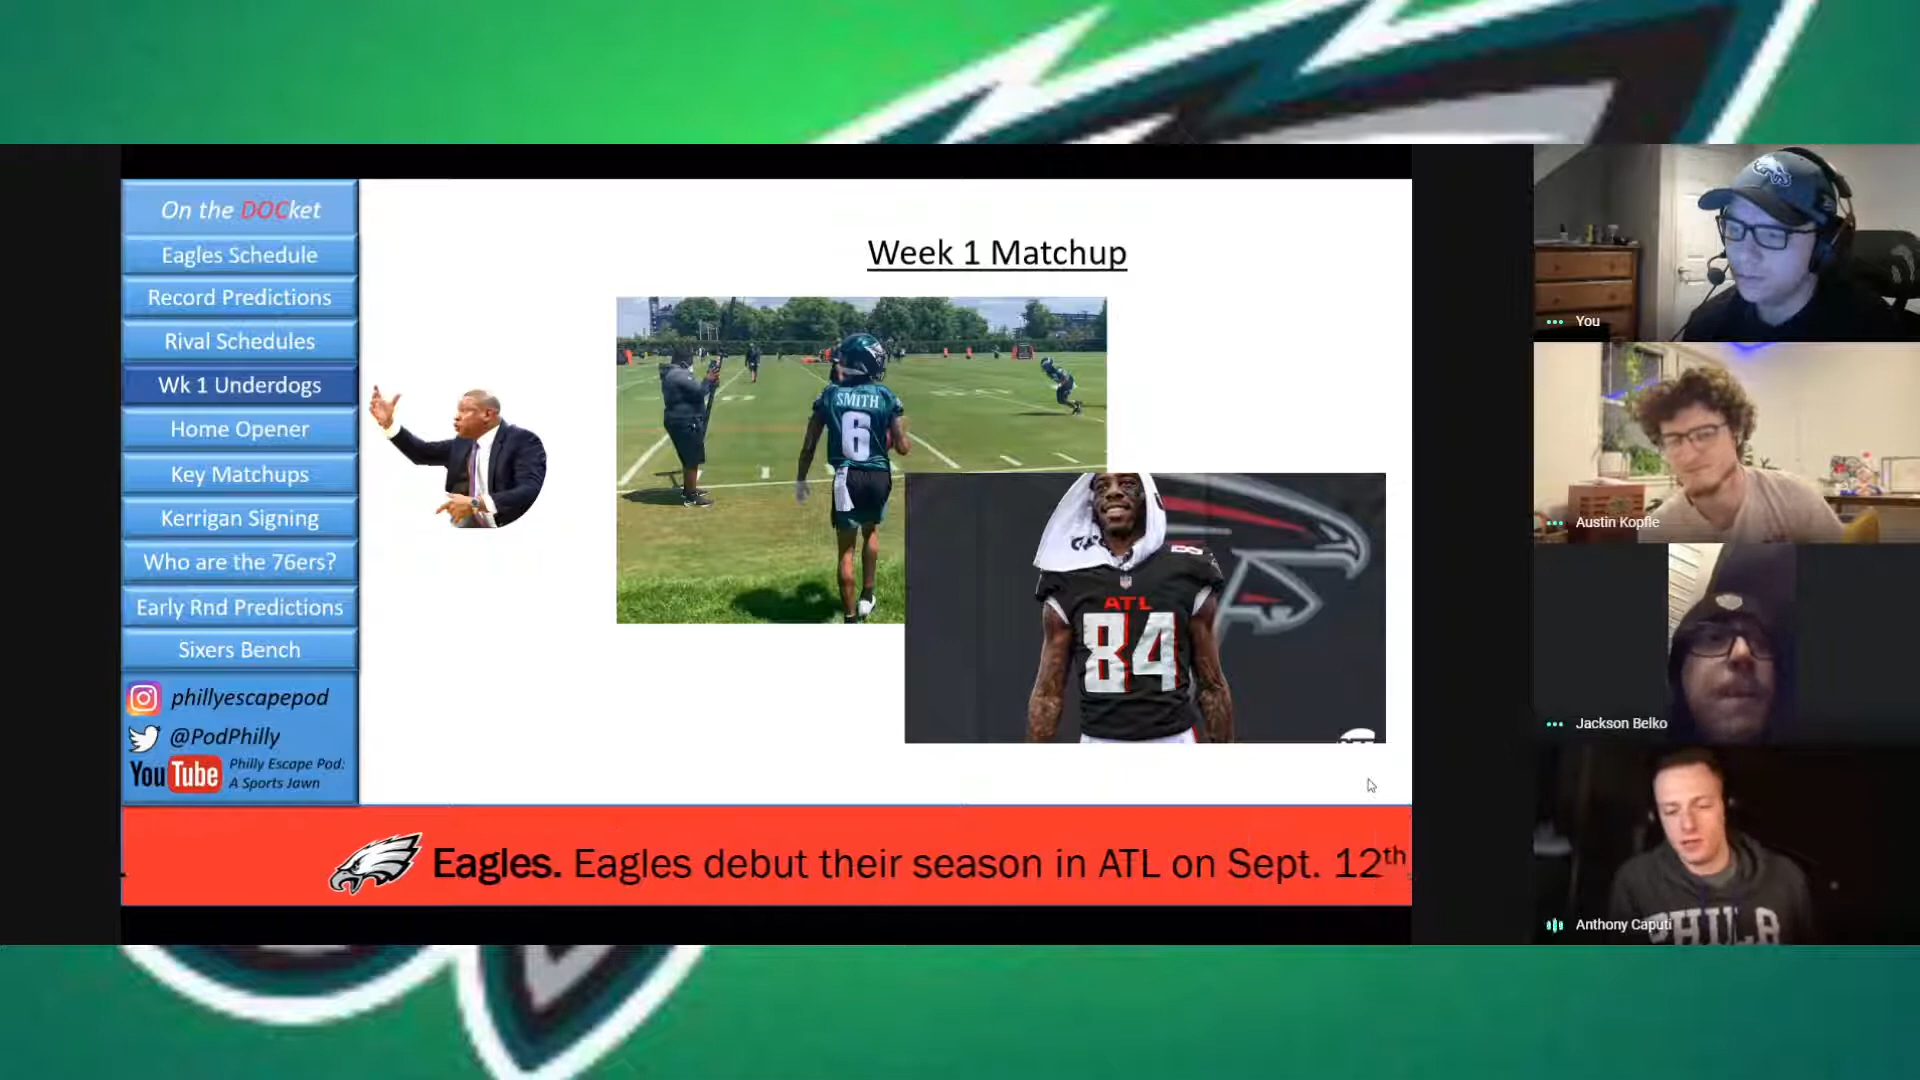 On the DOCket
Eagles Schedule
Record Predictions
Rival Schedules
Wk 1 Underdogs
Home Opener
Key Matchups
Kerrigan Signing
Who are the 76ers?
Early Rnd Predictions
Sixers Bench
phillyescapepod
@PodPhilly
YouTube
Philly Escape Pod:
A Sports Jawn
Week 1 Matchup
SMITH
6
ATL
84
Eagles. Eagles debut their season in ATL on Sept. 12th
You
Austin Kopfle
Jackson Belko
Anthony Caputi
PHILA